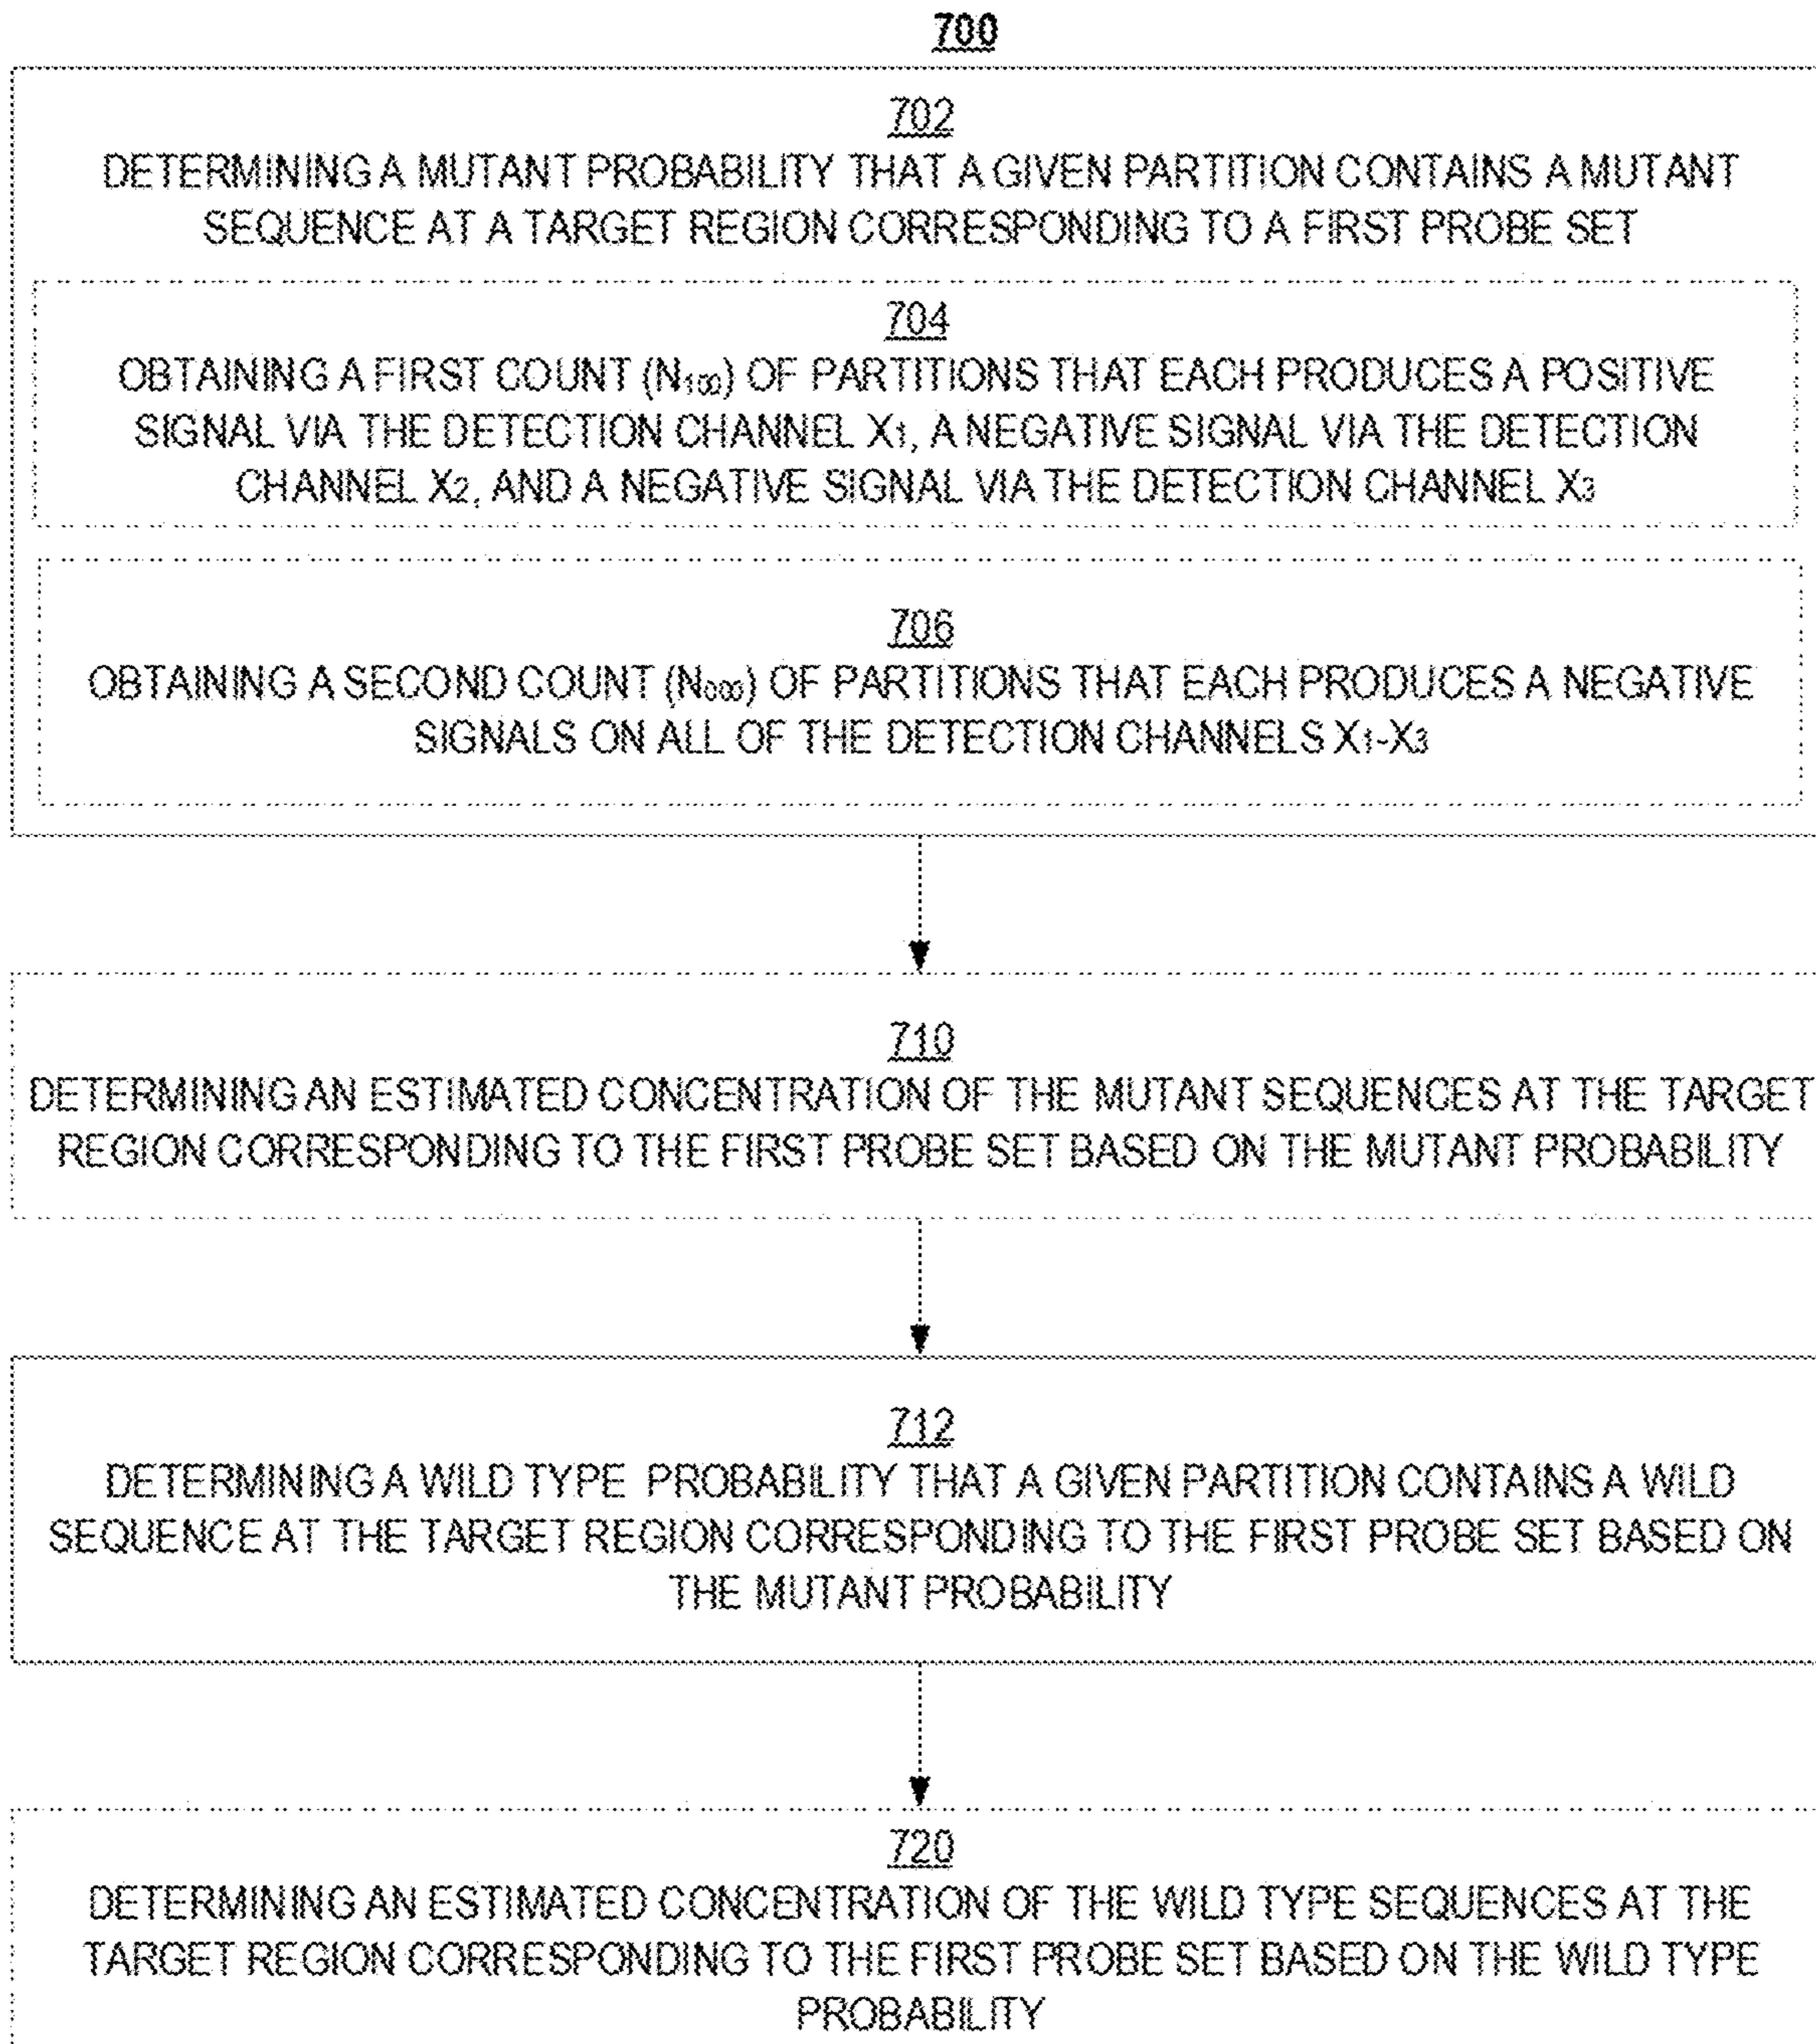 700
702
DETERMINING A MUTANT PROBABILITY THAT A GIVEN PARTITION CONTAINS A MUTANT
SEQUENCE AT A TARGET REGION CORRESPONDING TO A FIRST PROBE SET
704
OBTAINING A FIRST COUNT (N₁₀₀) OF PARTITIONS THAT EACH PRODUCES A POSITIVE
SIGNAL VIA THE DETECTION CHANNEL X₁, A NEGATIVE SIGNAL VIA THE DETECTION
CHANNEL X₂, AND A NEGATIVE SIGNAL VIA THE DETECTION CHANNEL X₃
706
OBTAINING A SECOND COUNT (N₀₀₀) OF PARTITIONS THAT EACH PRODUCES A NEGATIVE
SIGNALS ON ALL OF THE DETECTION CHANNELS X₁-X₃
710
DETERMINING AN ESTIMATED CONCENTRATION OF THE MUTANT SEQUENCES AT THE TARGET
REGION CORRESPONDING TO THE FIRST PROBE SET BASED ON THE MUTANT PROBABILITY
712
DETERMINING A WILD TYPE PROBABILITY THAT A GIVEN PARTITION CONTAINS A WILD
SEQUENCE AT THE TARGET REGION CORRESPONDING TO THE FIRST PROBE SET BASED ON
THE MUTANT PROBABILITY
720
DETERMINING AN ESTIMATED CONCENTRATION OF THE WILD TYPE SEQUENCES AT THE
TARGET REGION CORRESPONDING TO THE FIRST PROBE SET BASED ON THE WILD TYPE
PROBABILITY